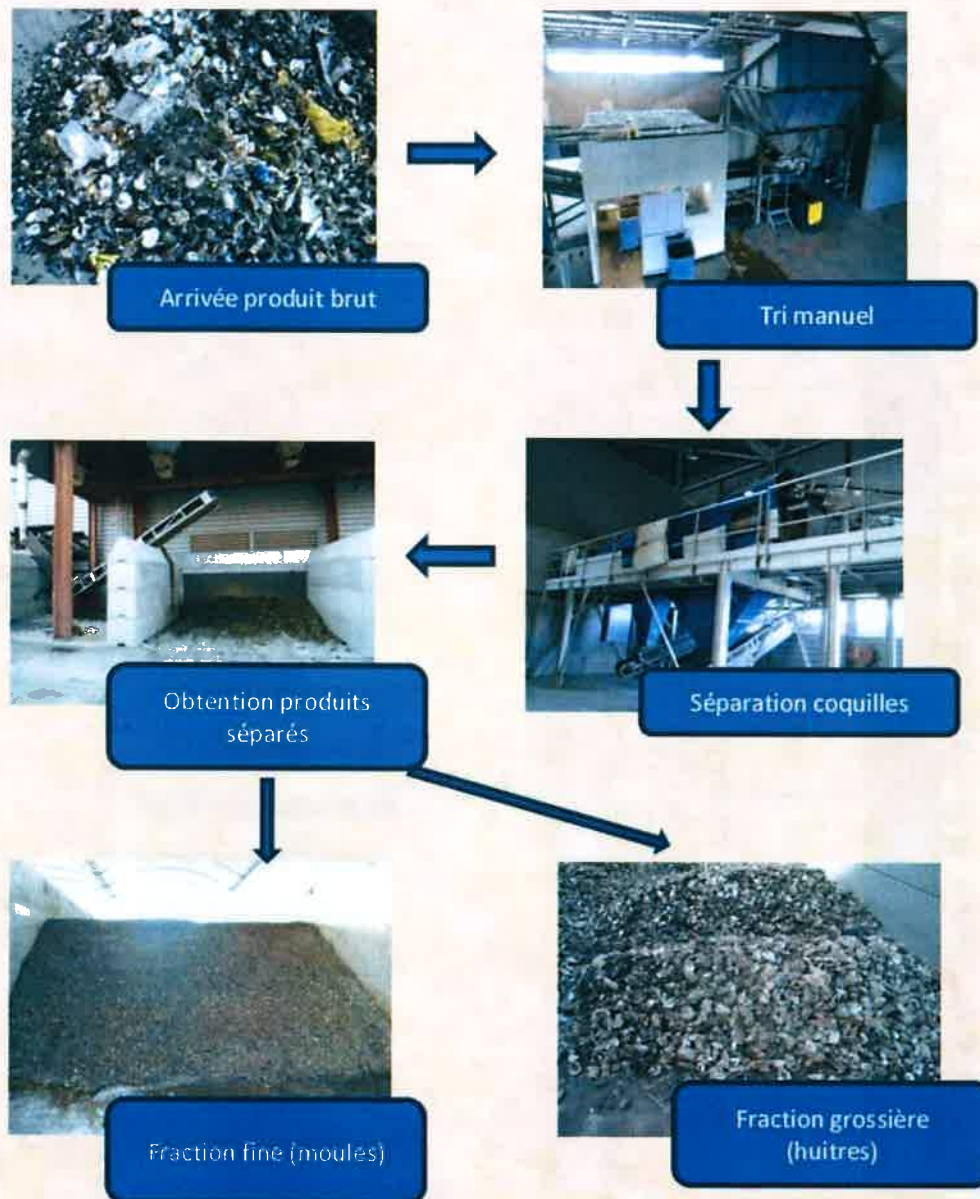 Arrivée produit brut
Tri manuel
Séparation coquilles
Obtention produits
séparés
Fraction fine (moules)
Fraction grossière
(huitres)